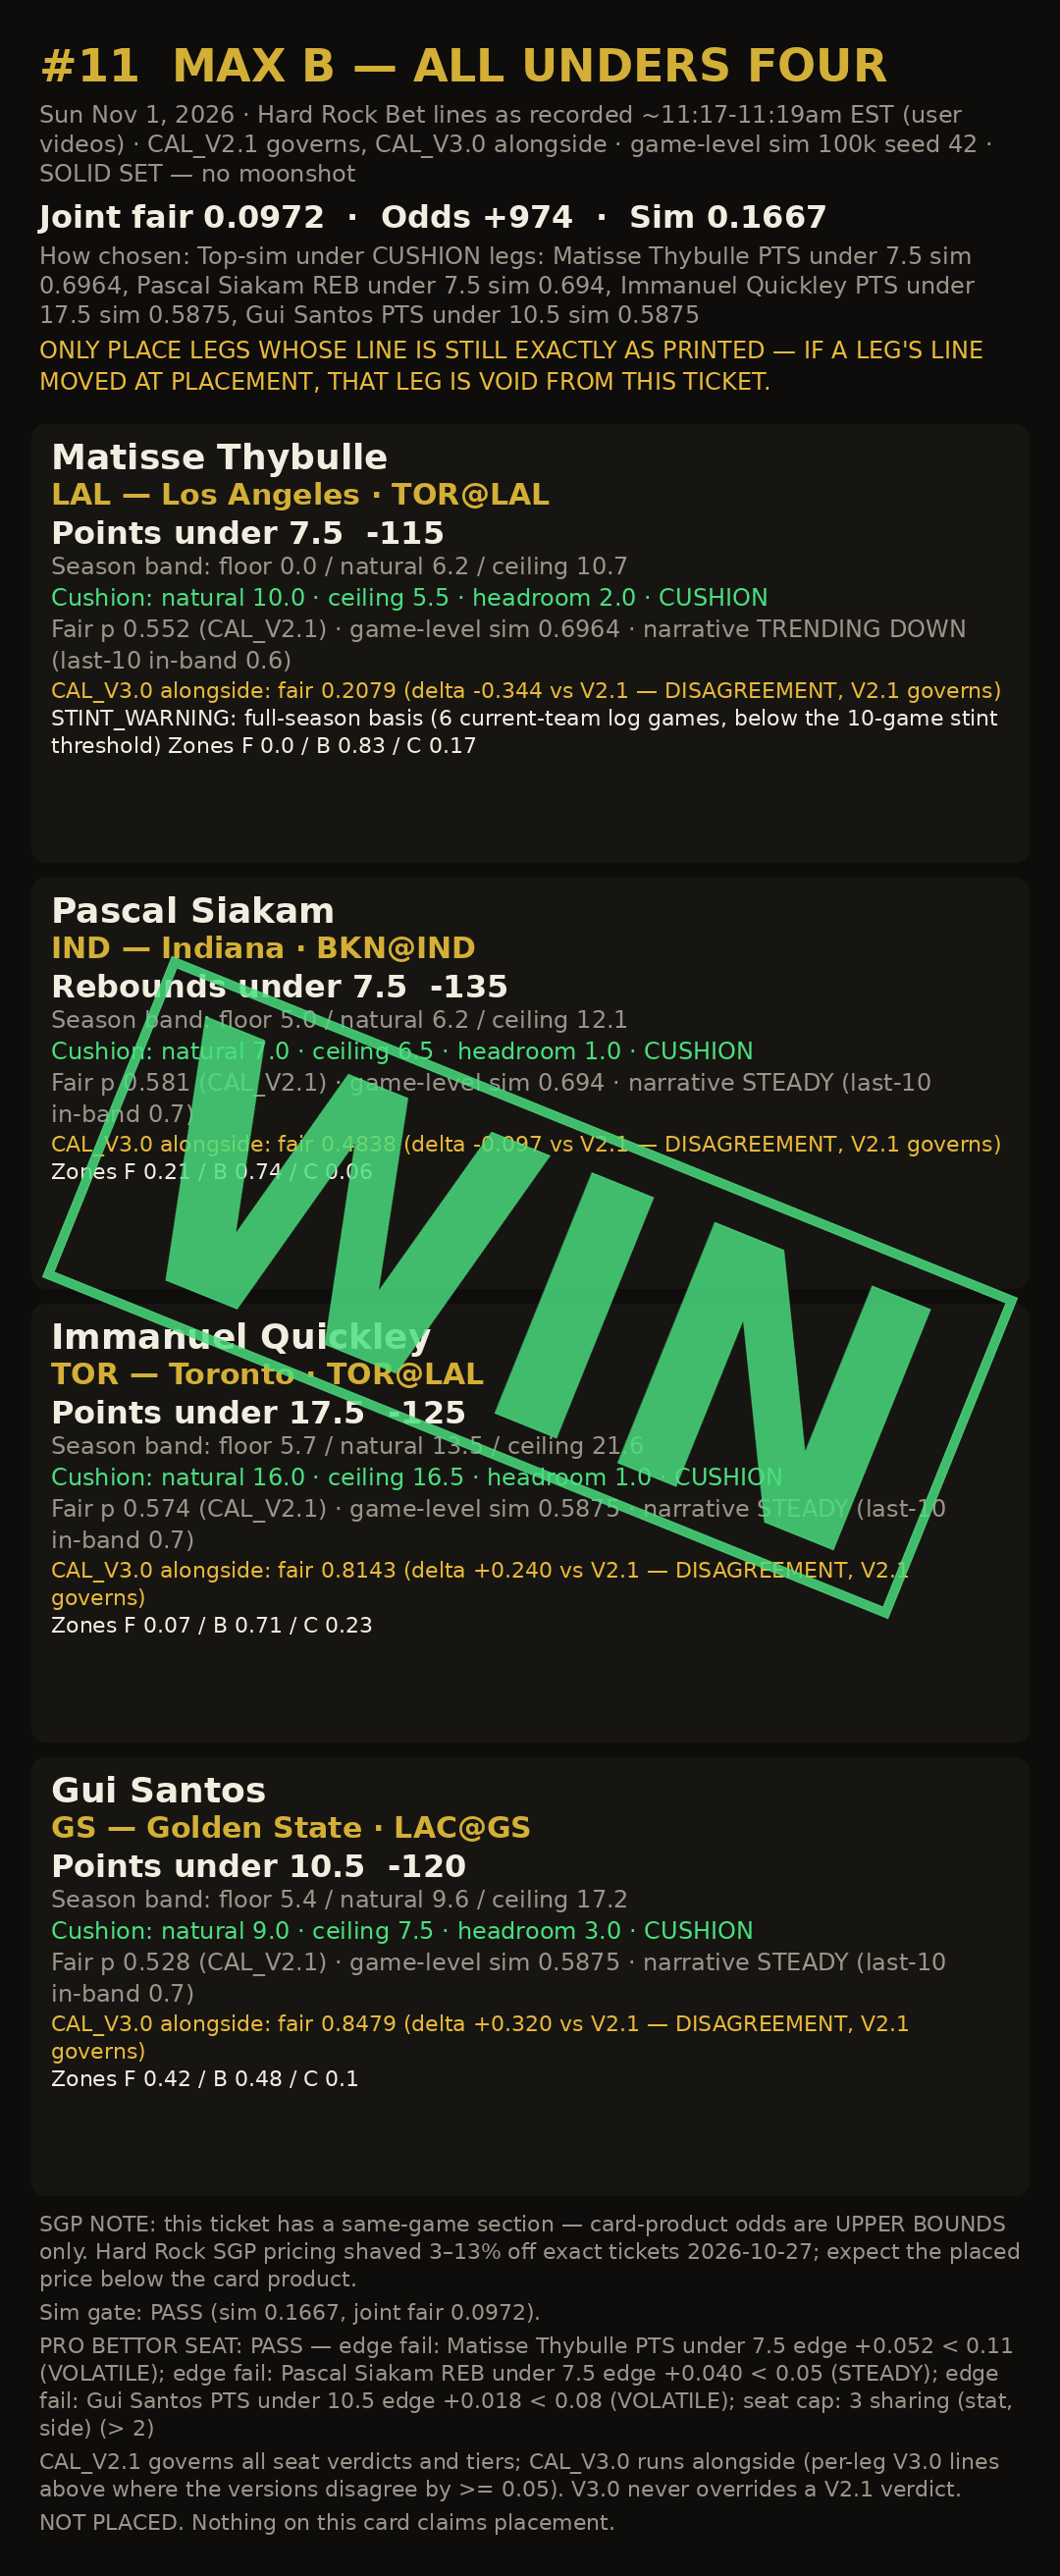 #11  MAX B — ALL UNDERS FOUR
Sun Nov 1, 2026 · Hard Rock Bet lines as recorded ~11:17-11:19am EST (user
videos) · CAL_V2.1 governs, CAL_V3.0 alongside · game-level sim 100k seed 42 ·
SOLID SET — no moonshot
Joint fair 0.0972  ·  Odds +974  ·  Sim 0.1667
How chosen: Top-sim under CUSHION legs: Matisse Thybulle PTS under 7.5 sim
0.6964, Pascal Siakam REB under 7.5 sim 0.694, Immanuel Quickley PTS under
17.5 sim 0.5875, Gui Santos PTS under 10.5 sim 0.5875
ONLY PLACE LEGS WHOSE LINE IS STILL EXACTLY AS PRINTED — IF A LEG'S LINE
MOVED AT PLACEMENT, THAT LEG IS VOID FROM THIS TICKET.
Matisse Thybulle
LAL — Los Angeles · TOR@LAL
Points under 7.5  -115
Season band: floor 0.0 / natural 6.2 / ceiling 10.7
Cushion: natural 10.0 · ceiling 5.5 · headroom 2.0 · CUSHION
Fair p 0.552 (CAL_V2.1) · game-level sim 0.6964 · narrative TRENDING DOWN
(last-10 in-band 0.6)
CAL_V3.0 alongside: fair 0.2079 (delta -0.344 vs V2.1 — DISAGREEMENT, V2.1 governs)
STINT_WARNING: full-season basis (6 current-team log games, below the 10-game stint
threshold) Zones F 0.0 / B 0.83 / C 0.17
Pascal Siakam
IND — Indiana · BKN@IND
Rebounds under 7.5  -135
Season band: floor 5.0 / natural 6.2 / ceiling 12.1
Cushion: natural 7.0 · ceiling 6.5 · headroom 1.0 · CUSHION
Fair p 0.581 (CAL_V2.1) · game-level sim 0.694 · narrative STEADY (last-10
in-band 0.7)
CAL_V3.0 alongside: fair 0.4838 (delta -0.097 vs V2.1 — DISAGREEMENT, V2.1 governs)
Zones F 0.21 / B 0.74 / C 0.06
WIN
Immanuel Quickley
TOR — Toronto · TOR@LAL
Points under 17.5  -125
Season band: floor 5.7 / natural 13.5 / ceiling 21.6
Cushion: natural 16.0 · ceiling 16.5 · headroom 1.0 · CUSHION
Fair p 0.574 (CAL_V2.1) · game-level sim 0.5875 · narrative STEADY (last-10
in-band 0.7)
CAL_V3.0 alongside: fair 0.8143 (delta +0.240 vs V2.1 — DISAGREEMENT, V2.1
governs)
Zones F 0.07 / B 0.71 / C 0.23
Gui Santos
GS — Golden State · LAC@GS
Points under 10.5  -120
Season band: floor 5.4 / natural 9.6 / ceiling 17.2
Cushion: natural 9.0 · ceiling 7.5 · headroom 3.0 · CUSHION
Fair p 0.528 (CAL_V2.1) · game-level sim 0.5875 · narrative STEADY (last-10
in-band 0.7)
CAL_V3.0 alongside: fair 0.8479 (delta +0.320 vs V2.1 — DISAGREEMENT, V2.1
governs)
Zones F 0.42 / B 0.48 / C 0.1
SGP NOTE: this ticket has a same-game section — card-product odds are UPPER BOUNDS
only. Hard Rock SGP pricing shaved 3–13% off exact tickets 2026-10-27; expect the placed
price below the card product.
Sim gate: PASS (sim 0.1667, joint fair 0.0972).
PRO BETTOR SEAT: PASS — edge fail: Matisse Thybulle PTS under 7.5 edge +0.052 < 0.11
(VOLATILE); edge fail: Pascal Siakam REB under 7.5 edge +0.040 < 0.05 (STEADY); edge
fail: Gui Santos PTS under 10.5 edge +0.018 < 0.08 (VOLATILE); seat cap: 3 sharing (stat,
side) (> 2)
CAL_V2.1 governs all seat verdicts and tiers; CAL_V3.0 runs alongside (per-leg V3.0 lines
above where the versions disagree by >= 0.05). V3.0 never overrides a V2.1 verdict.
NOT PLACED. Nothing on this card claims placement.